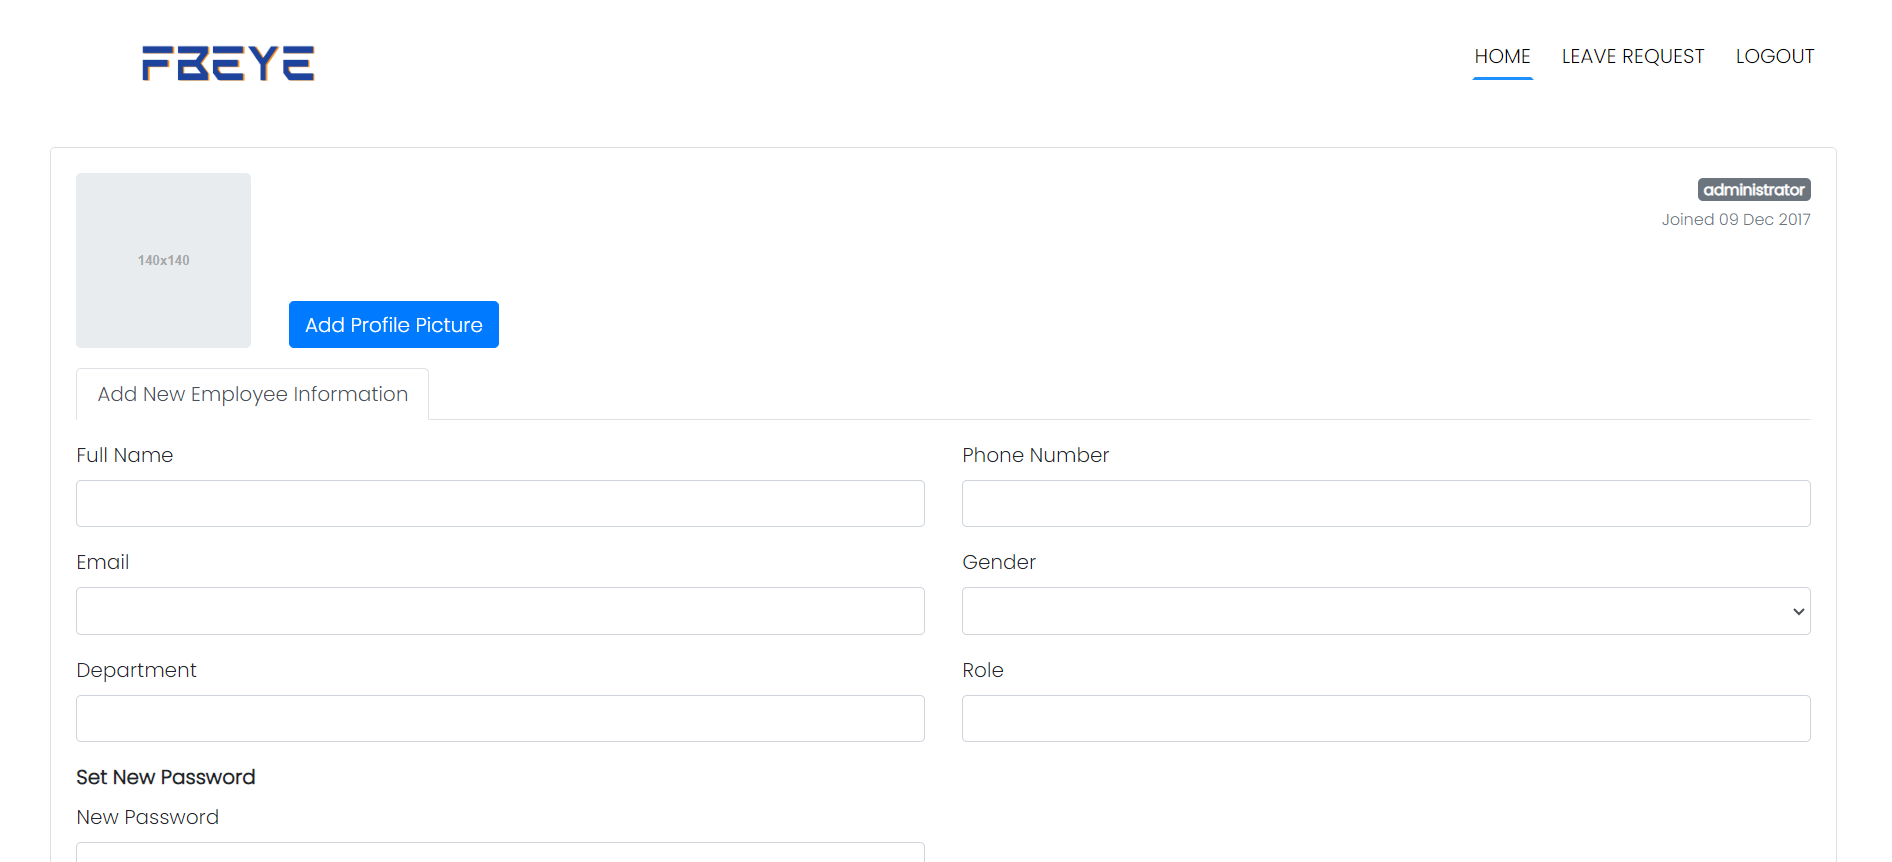 FBEYE
HOME LEAVE REQUEST LOGOUT
administrator
Joined 09 Dec 2017
140x140
Add Profile Picture
Add New Employee Information
Full Name
Phone Number
Email
Gender
Department
Role
Set New Password
New Password